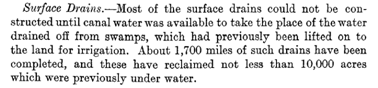 Surface Drains.—Most of the surface drains could not be con-
structed until canal water was available to take the place of the water
drained off from swamps, which had previously been lifted on to
the land for irrigation. About 1,700 miles of such drains have been
completed, and these have reclaimed not less than 10,000 acres
which were previously under water.